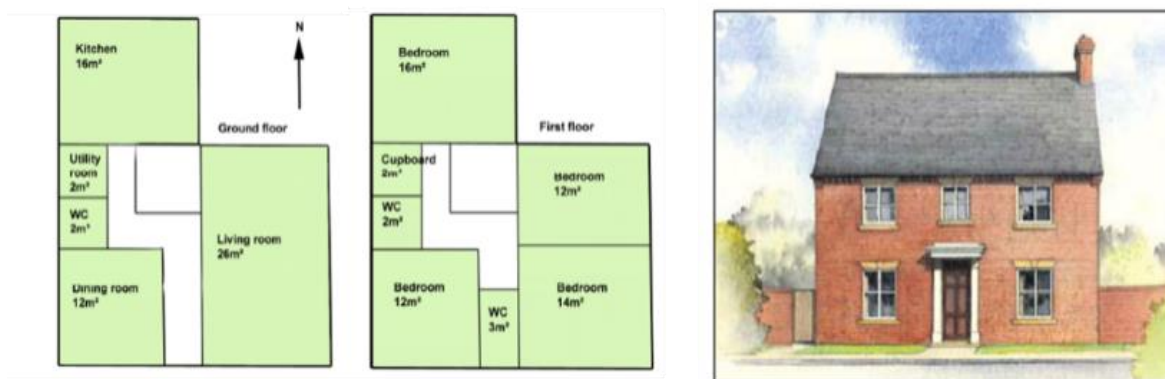 Kitchen
16m²
N
Ground floor
Utility
room
2m²
WC
2m²
Living room
26m²
Dining room
12m²
Bedroom
16m²
First floor
Cupboard
2m²
Bedroom
12m²
WC
2m²
Bedroom
12m²
Bedroom
14m²
WC
3m²